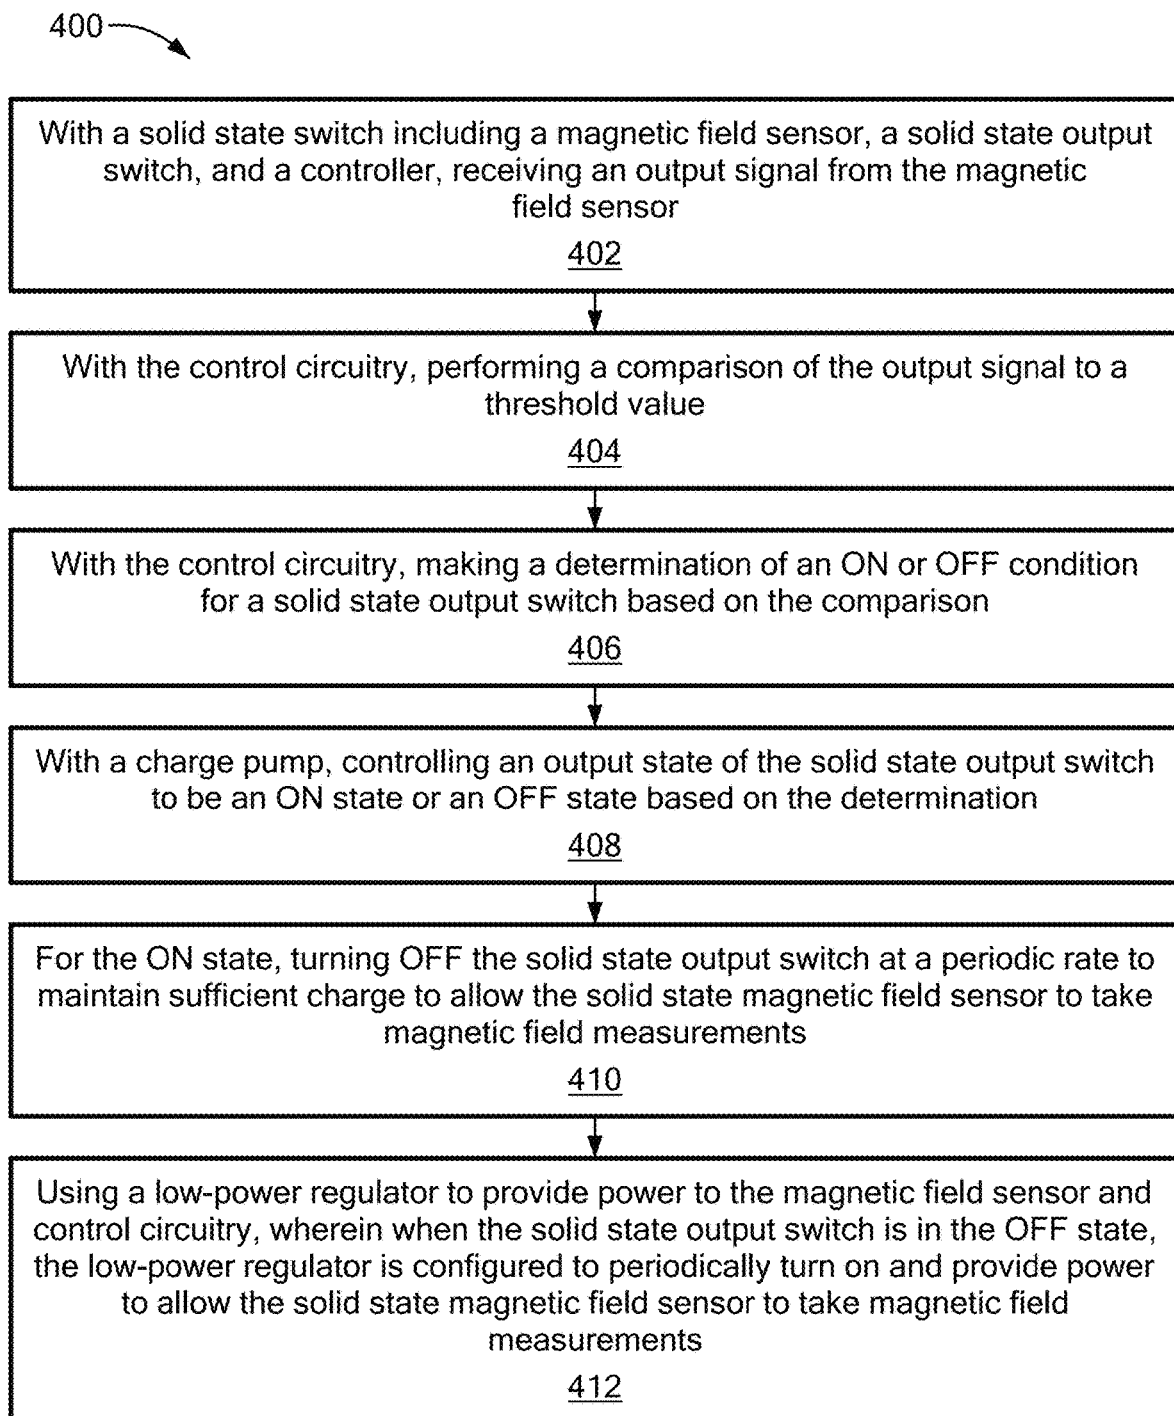 400
With a solid state switch including a magnetic field sensor, a solid state output
switch, and a controller, receiving an output signal from the magnetic
field sensor
402
With the control circuitry, performing a comparison of the output signal to a
threshold value
404
With the control circuitry, making a determination of an ON or OFF condition
for a solid state output switch based on the comparison
406
With a charge pump, controlling an output state of the solid state output switch
to be an ON state or an OFF state based on the determination
408
For the ON state, turning OFF the solid state output switch at a periodic rate to
maintain sufficient charge to allow the solid state magnetic field sensor to take
magnetic field measurements
410
Using a low-power regulator to provide power to the magnetic field sensor and
control circuitry, wherein when the solid state output switch is in the OFF state,
the low-power regulator is configured to periodically turn on and provide power
to allow the solid state magnetic field sensor to take magnetic field
measurements
412